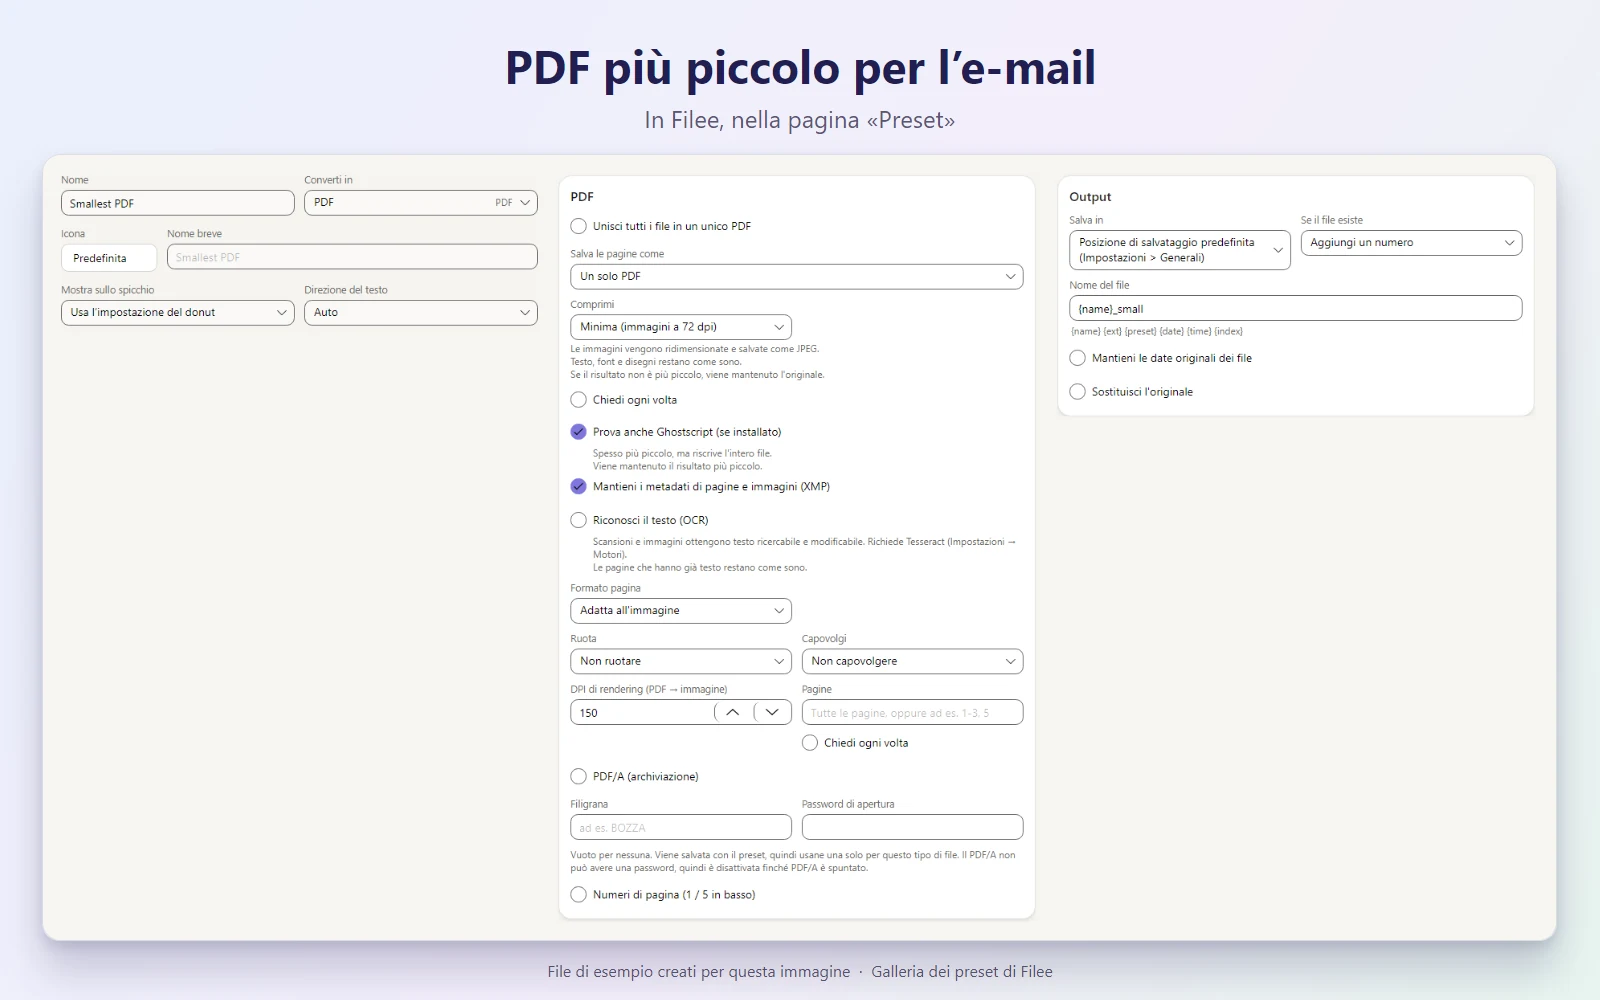 PDF più piccolo per l’e-mail
In Filee, nella pagina «Preset»
Nome
Smallest PDF
Converti in
PDF
PDF
Icona
Predefinita
Nome breve
Smallest PDF
Mostra sullo spicchio
Usa l'impostazione del donut
Direzione del testo
Auto
PDF
Unisci tutti i file in un unico PDF
Salva le pagine come
Un solo PDF
Comprimi
Minima (immagini a 72 dpi)
Le immagini vengono ridimensionate e salvate come JPEG.
Testo, font e disegni restano come sono.
Se il risultato non è più piccolo, viene mantenuto l'originale.
Chiedi ogni volta
Prova anche Ghostscript (se installato)
Spesso più piccolo, ma riscrive l'intero file.
Viene mantenuto il risultato più piccolo.
Mantieni i metadati di pagine e immagini (XMP)
Riconosci il testo (OCR)
Scansioni e immagini ottengono testo ricercabile e modificabile. Richiede Tesseract (Impostazioni →
Motori).
Le pagine che hanno già testo restano come sono.
Formato pagina
Adatta all'immagine
Ruota
Non ruotare
Capovolgi
Non capovolgere
DPI di rendering (PDF → immagine)
150
Pagine
Tutte le pagine, oppure ad es. 1-3, 5
Chiedi ogni volta
PDF/A (archiviazione)
Filigrana
ad es. BOZZA
Password di apertura
Vuoto per nessuna. Viene salvata con il preset, quindi usane una solo per questo tipo di file. Il PDF/A non
può avere una password, quindi è disattivata finché PDF/A è spuntato.
Numeri di pagina (1 / 5 in basso)
Output
Salva in
Posizione di salvataggio predefinita
(Impostazioni > Generali)
Se il file esiste
Aggiungi un numero
Nome del file
{name}_small
{name} {ext} {preset} {date} {time} {index}
Mantieni le date originali dei file
Sostituisci l'originale
File di esempio creati per questa immagine · Galleria dei preset di Filee